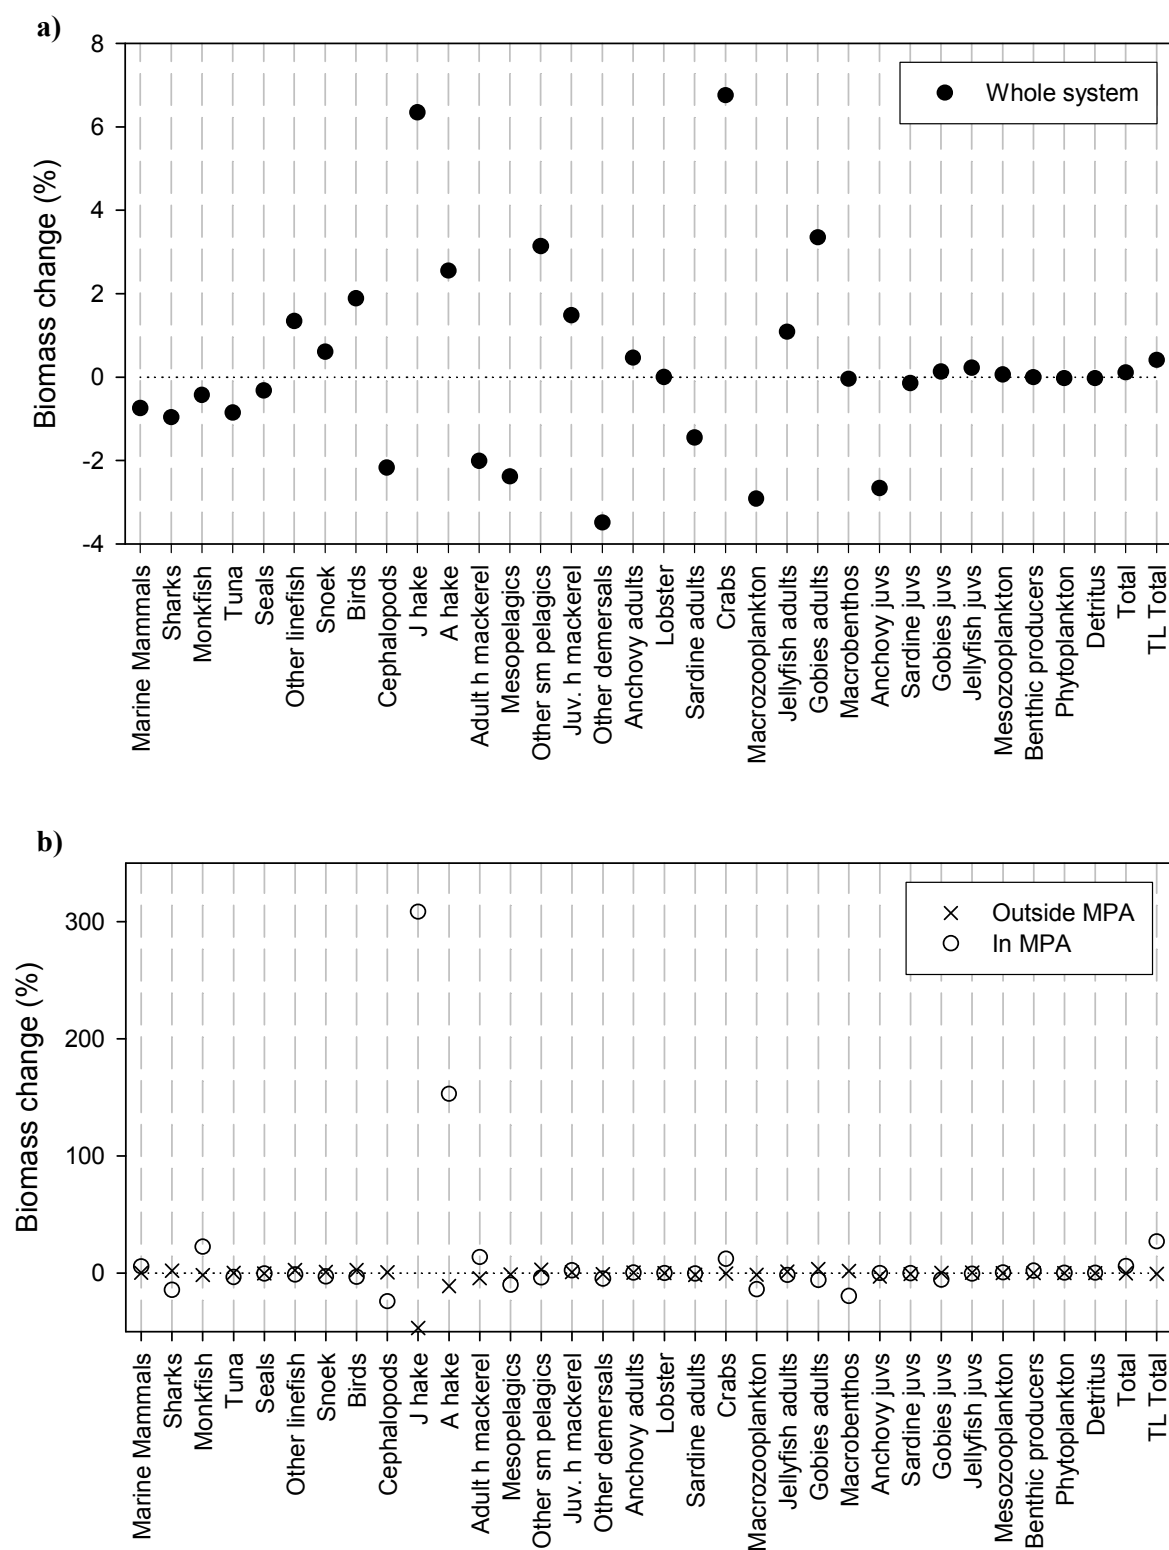 a)
8
6
4
2
0
-2
-4
Biomass change (%)
Whole system
Marine Mammals
Sharks
Monkfish
Tuna
Seals
Other linefish
Snoek
Birds
Cephalopods
J hake
A hake
Adult h mackerel
Mesopelagics
Other sm pelagics
Juv. h mackerel
Other demersals
Anchovy adults
Lobster
Sardine adults
Crabs
Macrozooplankton
Jellyfish adults
Gobies adults
Macrobenthos
Anchovy juvs
Sardine juvs
Gobies juvs
Jellyfish juvs
Mesozooplankton
Benthic producers
Phytoplankton
Detritus
Total
TL Total
b)
300
200
100
0
Biomass change (%)
Outside MPA
In MPA
Marine Mammals
Sharks
Monkfish
Tuna
Seals
Other linefish
Snoek
Birds
Cephalopods
J hake
A hake
Adult h mackerel
Mesopelagics
Other sm pelagics
Juv. h mackerel
Other demersals
Anchovy adults
Lobster
Sardine adults
Crabs
Macrozooplankton
Jellyfish adults
Gobies adults
Macrobenthos
Anchovy juvs
Sardine juvs
Gobies juvs
Jellyfish juvs
Mesozooplankton
Benthic producers
Phytoplankton
Detritus
Total
TL Total